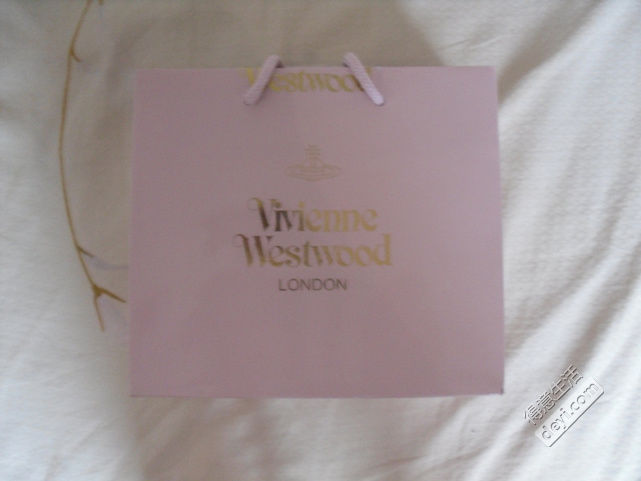 Westwood
Vivienne
Westwood
LONDON
得意生活
deyi.com